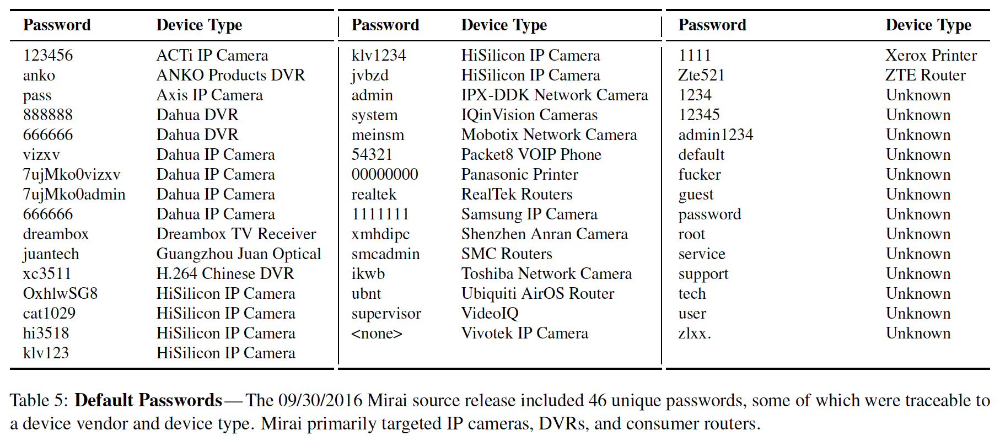 Password Device Type Password Device Type Password Device Type
123456 ACTi IP Camera klv1234 HiSilicon IP Camera 1111 Xerox Printer
anko ANKO Products DVR jvbzd HiSilicon IP Camera Zte521 ZTE Router
pass Axis IP Camera admin IPX-DDK Network Camera 1234 Unknown
888888 Dahua DVR system IQinVision Cameras 12345 Unknown
666666 Dahua DVR meinsm Mobotix Network Camera admin1234 Unknown
vizxv Dahua IP Camera 54321 Packet8 VOIP Phone default Unknown
7ujMko0vizxv Dahua IP Camera 00000000 Panasonic Printer fucker Unknown
7ujMko0admin Dahua IP Camera realtek RealTek Routers guest Unknown
666666 Dahua IP Camera 1111111 Samsung IP Camera password Unknown
dreambox Dreambox TV Receiver xmhdipc Shenzhen Anran Camera root Unknown
juantech Guangzhou Juan Optical smcadmin SMC Routers service Unknown
xc3511 H.264 Chinese DVR ikwb Toshiba Network Camera support Unknown
OxhlwSG8 HiSilicon IP Camera ubnt Ubiquiti AirOS Router tech Unknown
cat1029 HiSilicon IP Camera supervisor VideoIQ user Unknown
hi3518 HiSilicon IP Camera <none> Vivotek IP Camera zlxx. Unknown
klv123 HiSilicon IP Camera
Table 5: Default Passwords—The 09/30/2016 Mirai source release included 46 unique passwords, some of which were traceable to
a device vendor and device type. Mirai primarily targeted IP cameras, DVRs, and consumer routers.